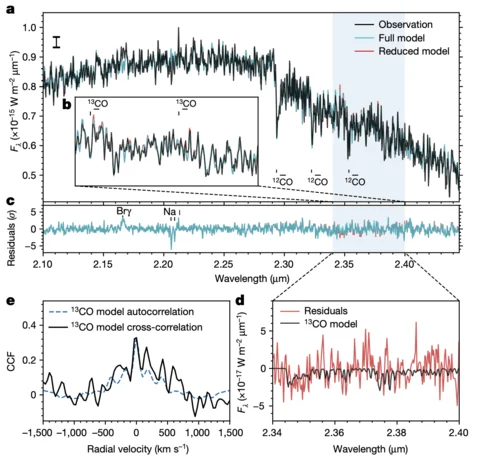 a
1.0
0.9
0.8
0.7
0.6
0.5
Fλ (×10⁻¹⁵ W m⁻² μm⁻¹)
Observation
Full model
Reduced model
b
¹³CO
¹³CO
¹²CO
¹²CO
¹²CO
c
Brγ
Na
5
0
−5
Residuals (σ)
2.10
2.15
2.20
2.25
2.30
2.35
2.40
Wavelength (μm)
e
¹³CO model autocorrelation
¹³CO model cross-correlation
0.4
0.2
0
CCF
−1,500
−1,000
−500
0
500
1,000
1,500
Radial velocity (km s⁻¹)
d
Residuals
¹³CO model
5
0
−5
Fλ (×10⁻¹⁷ W m⁻² μm⁻¹)
2.34
2.36
2.38
2.40
Wavelength (μm)